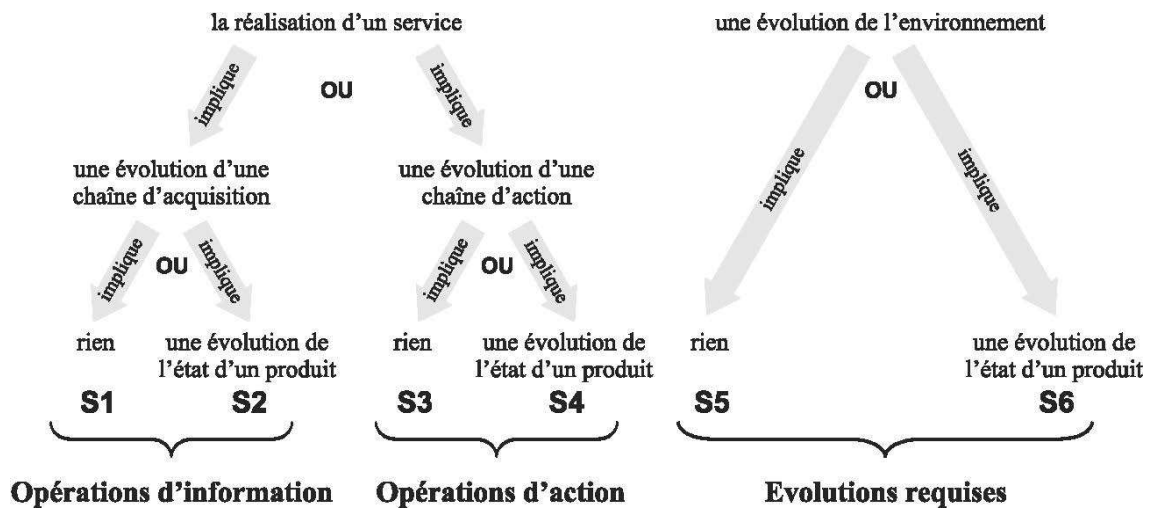 la réalisation d'un service
une évolution de l'environnement
implique
OU
implique
OU
une évolution d'une
chaîne d'acquisition
une évolution d'une
chaîne d'action
implique
implique
implique
OU
implique
implique
OU
implique
rien
une évolution de
l'état d'un produit
rien
une évolution de
l'état d'un produit
rien
une évolution de
l'état d'un produit
S1
S2
S3
S4
S5
S6
Opérations d'information
Opérations d'action
Evolutions requises